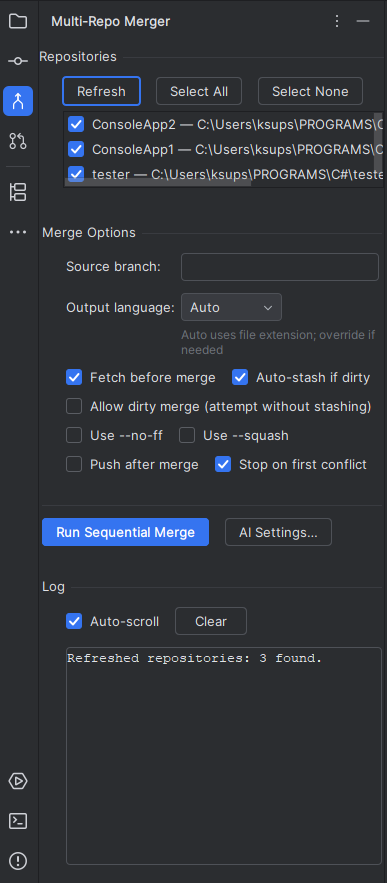 Multi-Repo Merger
Repositories
Refresh Select All Select None
ConsoleApp2 — C:\Users\ksups\PROGRAMS\C
ConsoleApp1 — C:\Users\ksups\PROGRAMS\C
tester — C:\Users\ksups\PROGRAMS\C#\teste
Merge Options
Source branch:
Output language: Auto
Auto uses file extension; override if
needed
Fetch before merge Auto-stash if dirty
Allow dirty merge (attempt without stashing)
Use --no-ff Use --squash
Push after merge Stop on first conflict
Run Sequential Merge AI Settings...
Log
Auto-scroll Clear
Refreshed repositories: 3 found.